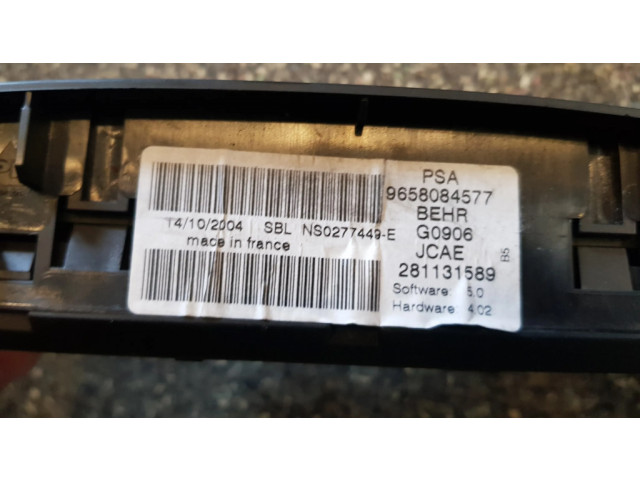 PSA
9658084577
BEHR
14/10/2004 SBL NS0277449-E G0906
made in france JCAE
281131589
B5
Software: 6.0
Hardware: 4.02